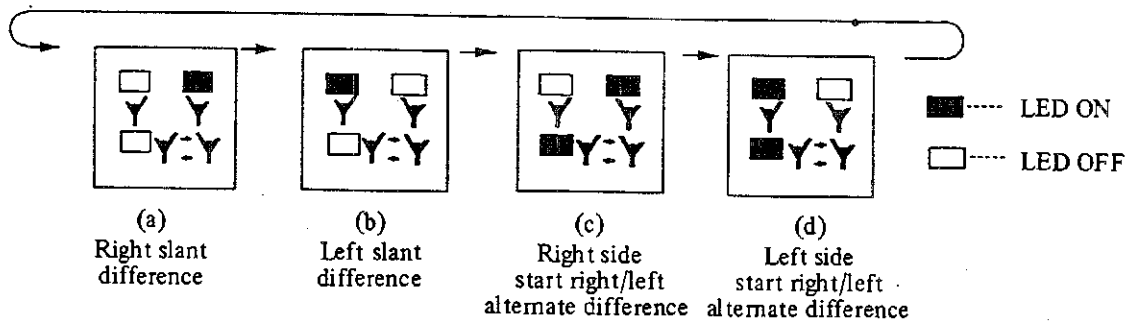 LED ON
LED OFF
(a)
Right slant
difference
(b)
Left slant
difference
(c)
Right side
start right/left
alternate difference
(d)
Left side
start right/left
alternate difference